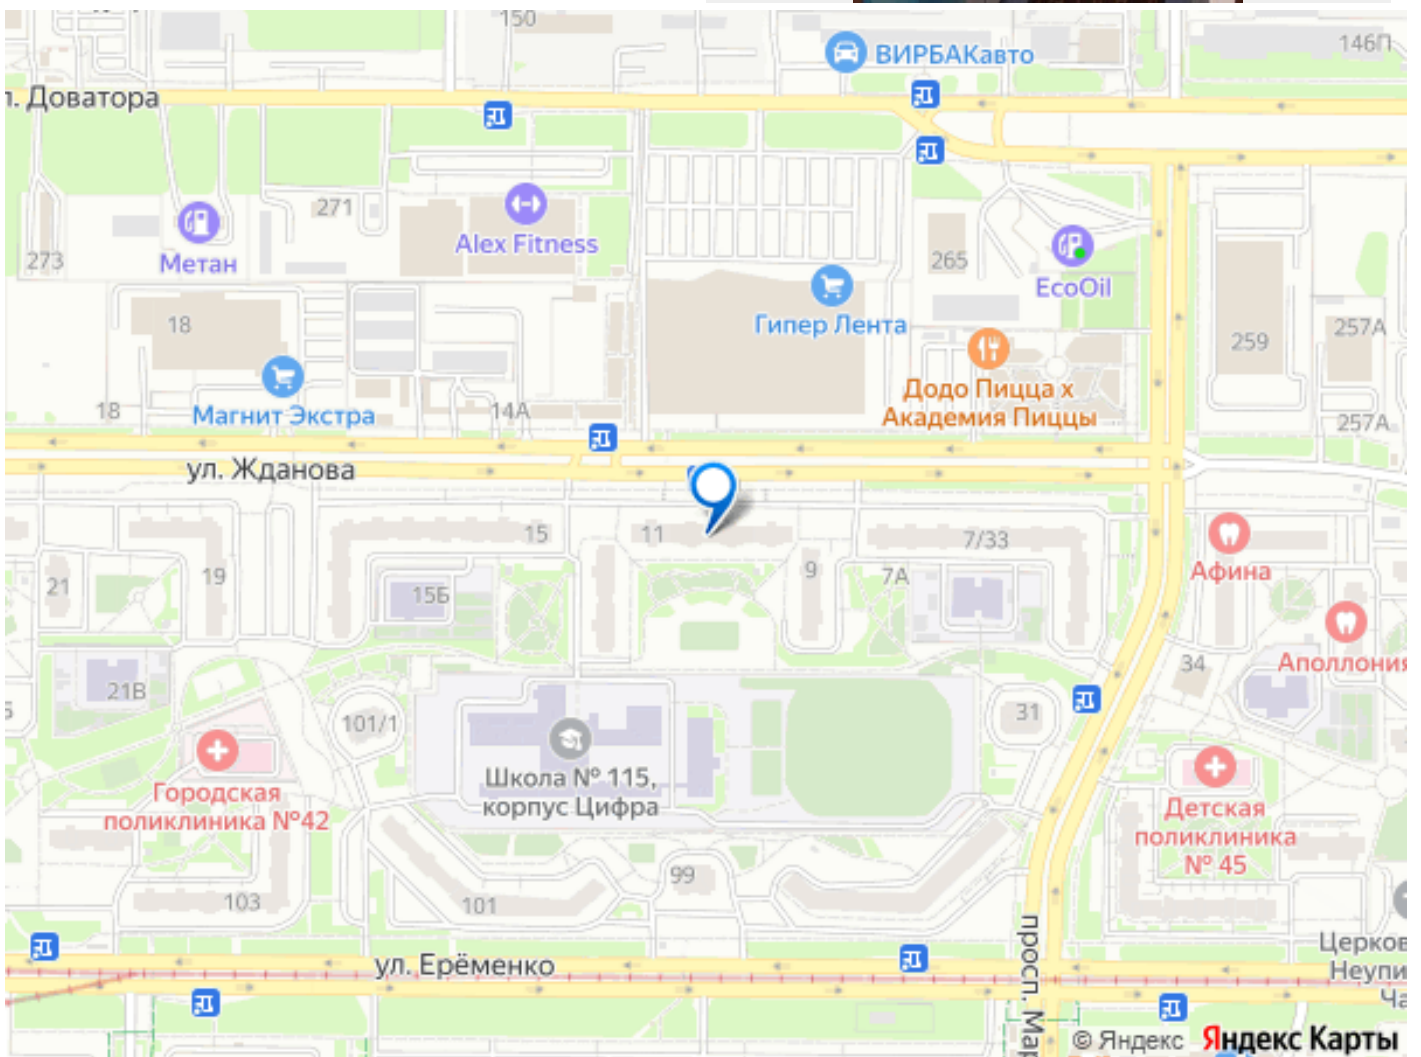 150
146П
ВИРБАКавто
л. Доватора
271
Alex Fitness
273
Метан
265
EcoOil
18
Гипер Лента
259
257А
Магнит Экстра
18
14А
Додо Пицца х
Академия Пиццы
257А
ул. Жданова
15
11
7/33
Афина
21
19
15Б
9
7А
21В
34
Аполлония
101/1
31
Школа № 115,
корпус Цифра
Городская
поликлиника №42
Детская
поликлиника
№ 45
99
103
101
ул. Ерёменко
просп. Мар
Церков
Неупи
Ча
© Яндекс Яндекс Карты